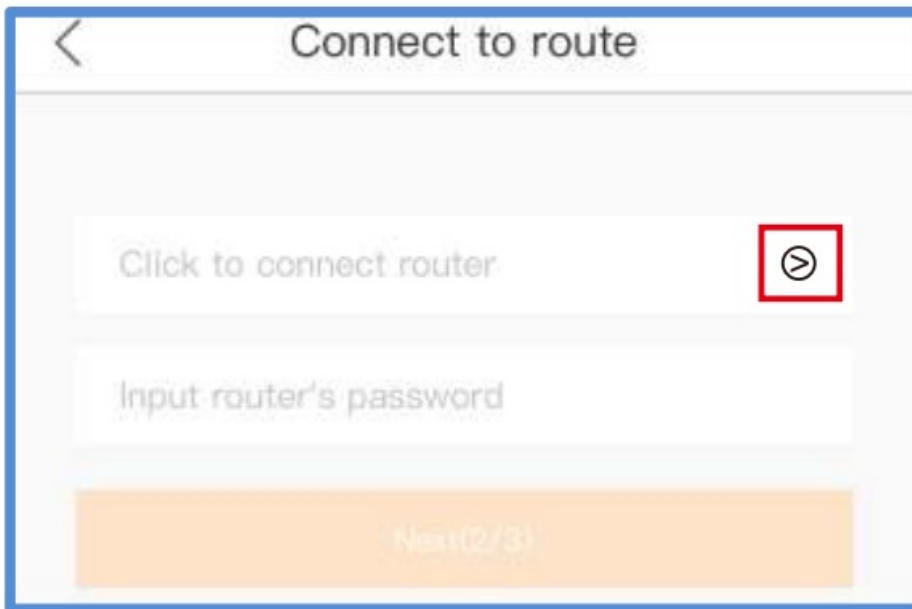 Connect to route
Click to connect router
Input router's password
Next(2/3)